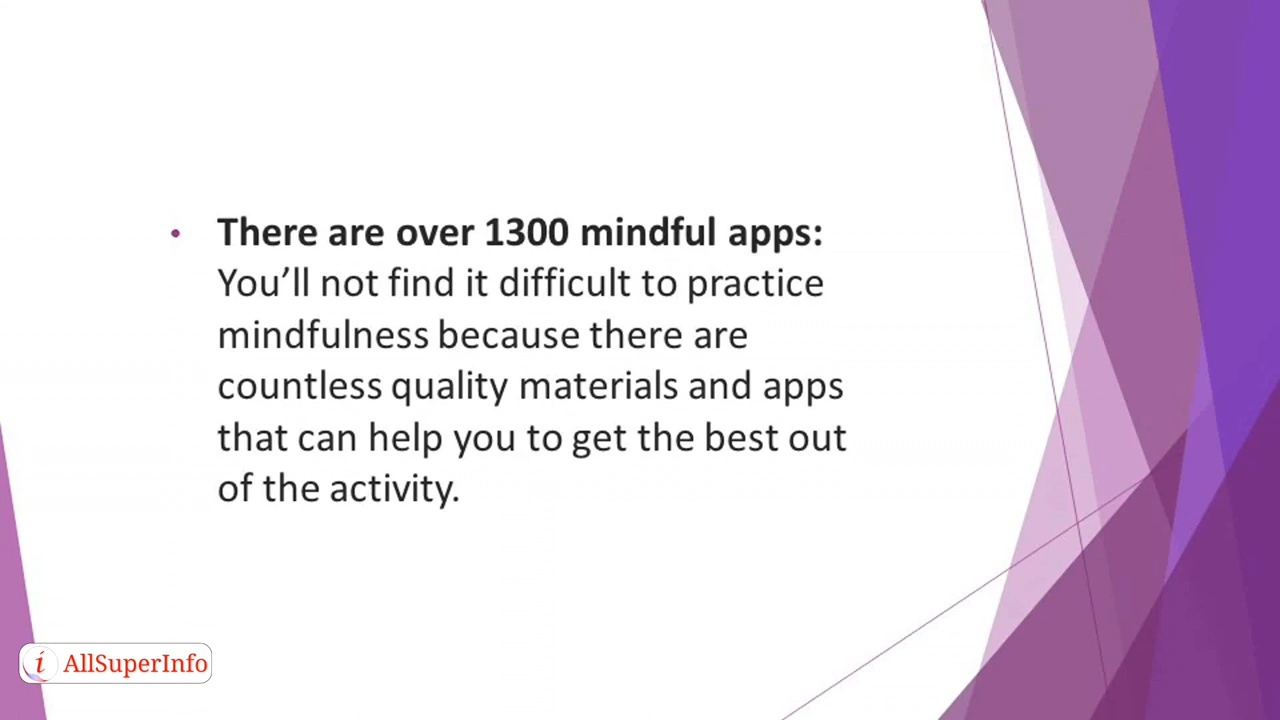 • There are over 1300 mindful apps:
You’ll not find it difficult to practice
mindfulness because there are
countless quality materials and apps
that can help you to get the best out
of the activity.
i AllSuperInfo